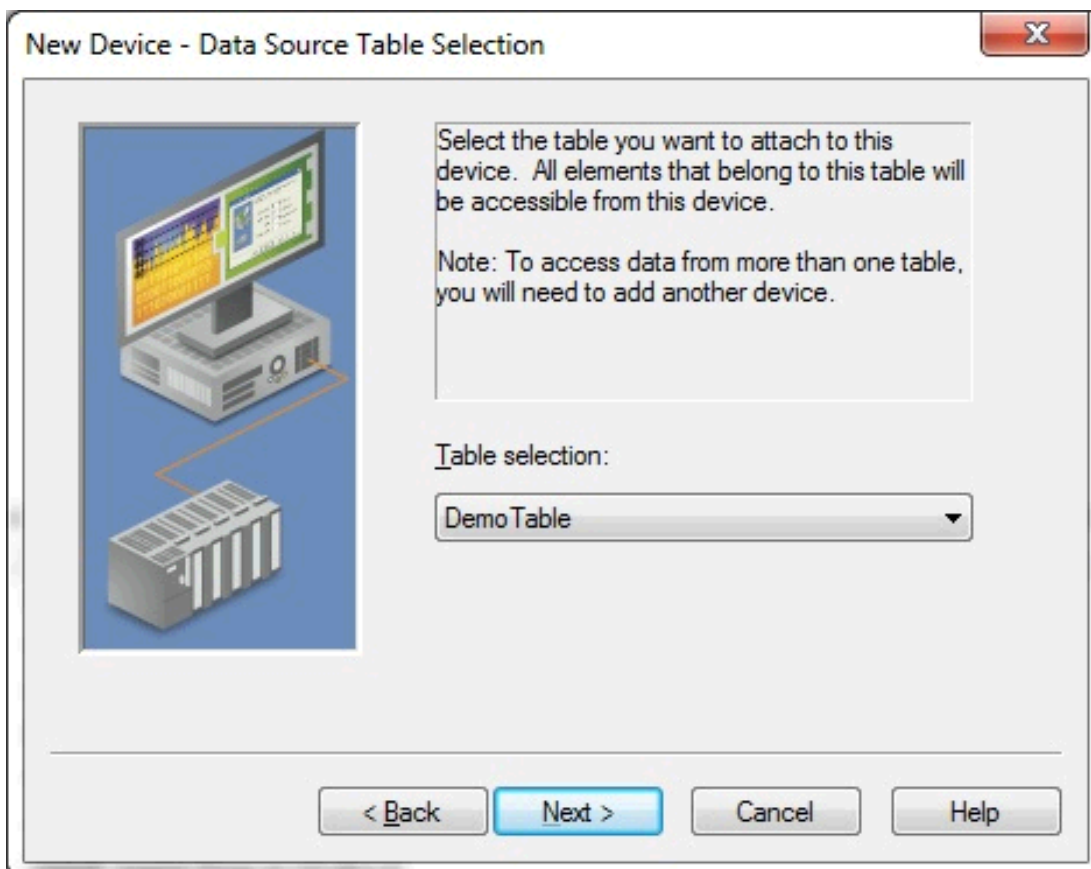 New Device - Data Source Table Selection
Select the table you want to attach to this
device.  All elements that belong to this table will
be accessible from this device.
Note: To access data from more than one table,
you will need to add another device.
Table selection:
DemoTable
< Back
Next >
Cancel
Help